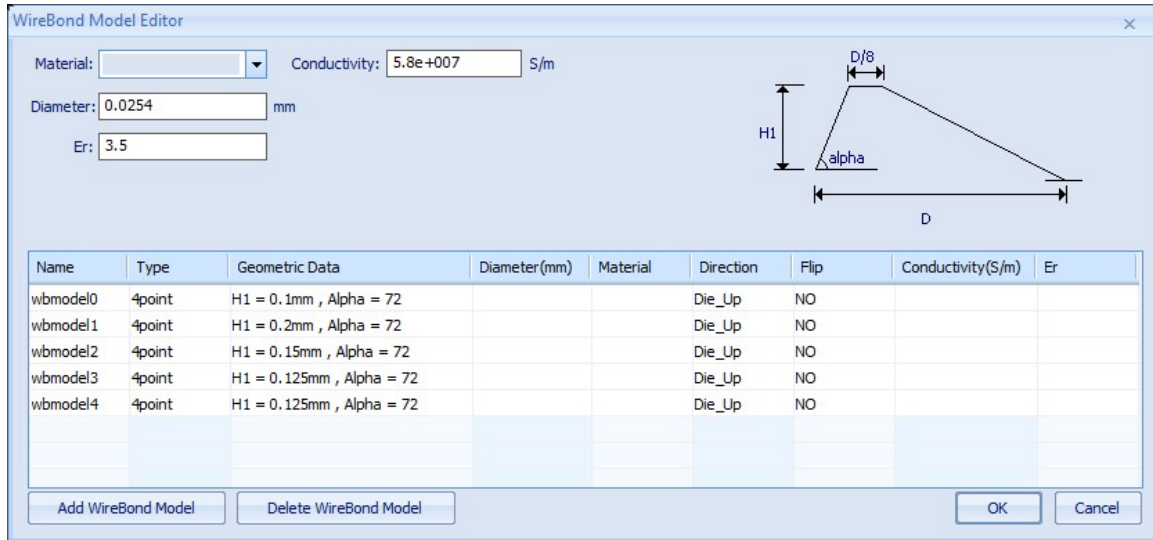 WireBond Model Editor
Material: Conductivity: 5.8e+007 S/m
Diameter: 0.0254 mm
Er: 3.5
D/8
H1
alpha
D
Name Type Geometric Data Diameter(mm) Material Direction Flip Conductivity(S/m) Er
wbmodel0 4point H1 = 0.1mm , Alpha = 72 Die_Up NO
wbmodel1 4point H1 = 0.2mm , Alpha = 72 Die_Up NO
wbmodel2 4point H1 = 0.15mm , Alpha = 72 Die_Up NO
wbmodel3 4point H1 = 0.125mm , Alpha = 72 Die_Up NO
wbmodel4 4point H1 = 0.125mm , Alpha = 72 Die_Up NO
Add WireBond Model Delete WireBond Model OK Cancel